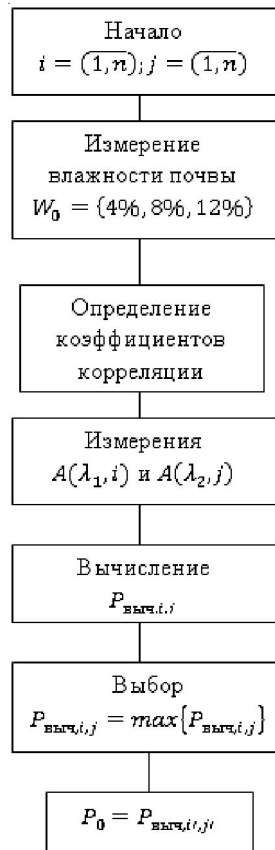 Начало
i = (1, n); j = (1, n)
Измерение
влажности почвы
W₀ = {4%, 8%, 12%}
Определение
коэффициентов
корреляции
Измерения
A(λ₁,i) и A(λ₂,j)
Вычисление
P выч.i.j
Выбор
P выч,i,j = max{P выч,i,j}
P₀ = P выч,i′,j′